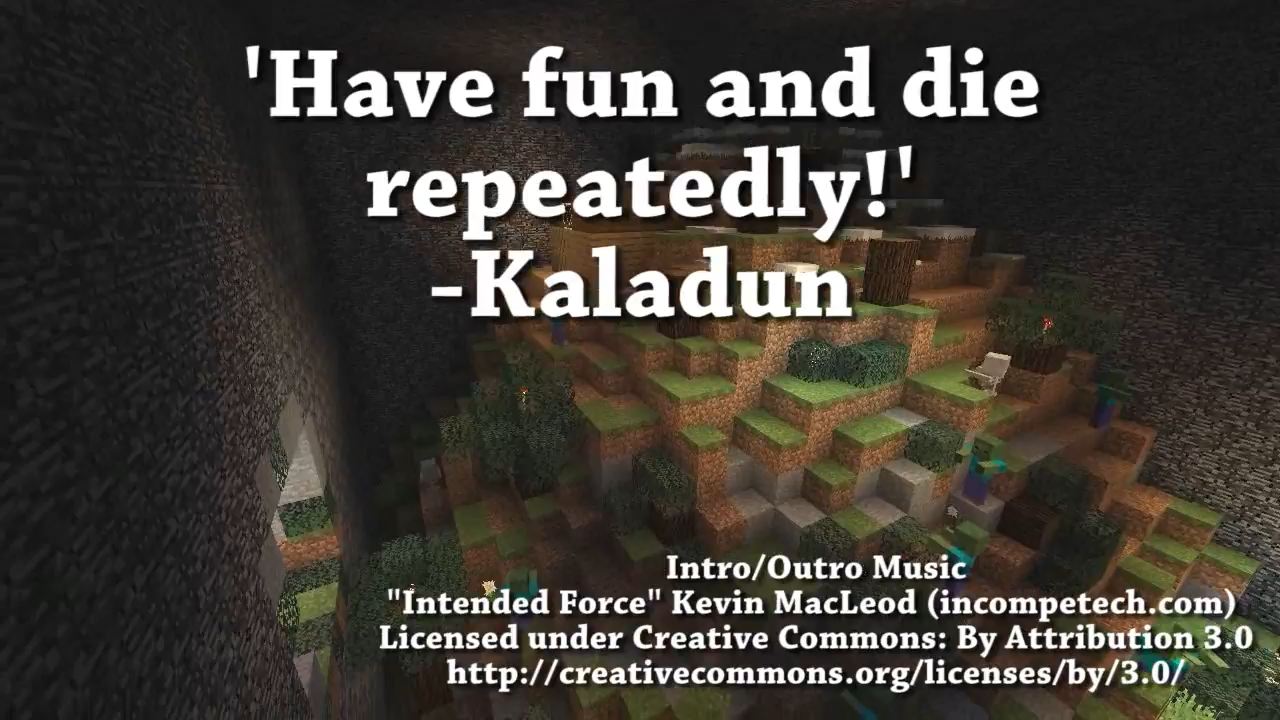 'Have fun and die
repeatedly!'
-Kaladun
Intro/Outro Music
"Intended Force" Kevin MacLeod (incompetech.com)
Licensed under Creative Commons: By Attribution 3.0
http://creativecommons.org/licenses/by/3.0/